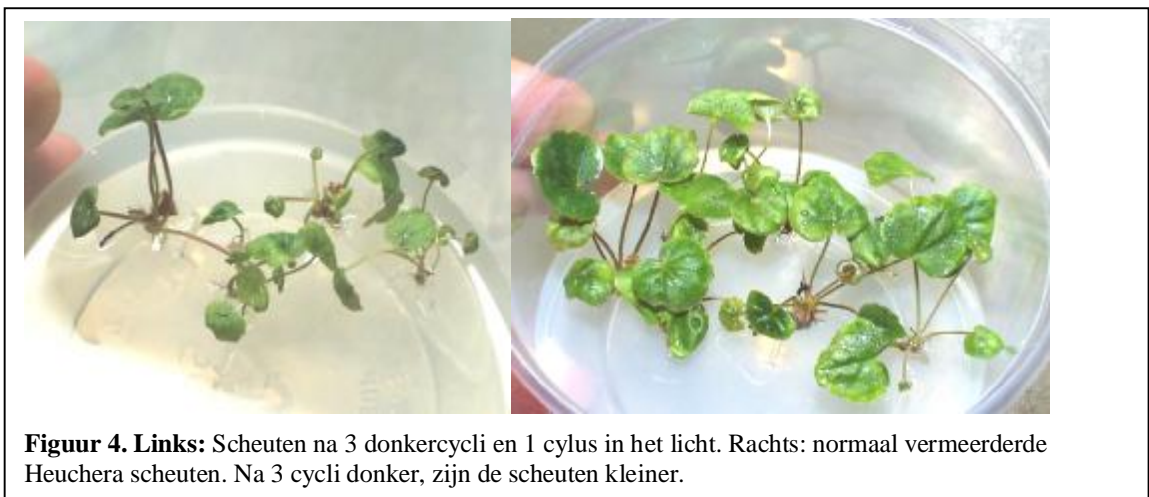 Figuur 4. Links: Scheuten na 3 donkercycli en 1 cylus in het licht. Rachts: normaal vermeerderde
Heuchera scheuten. Na 3 cycli donker, zijn de scheuten kleiner.